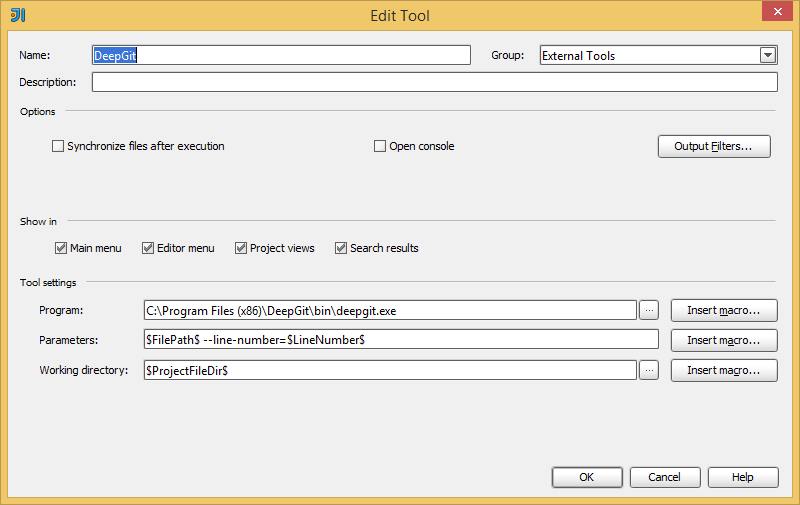 Edit Tool
Name: DeepGit Group: External Tools
Description:
Options
Synchronize files after execution Open console Output Filters...
Show in
Main menu Editor menu Project views Search results
Tool settings
Program: C:\Program Files (x86)\DeepGit\bin\deepgit.exe ... Insert macro...
Parameters: $FilePath$ --line-number=$LineNumber$ Insert macro...
Working directory: $ProjectFileDir$ ... Insert macro...
OK Cancel Help